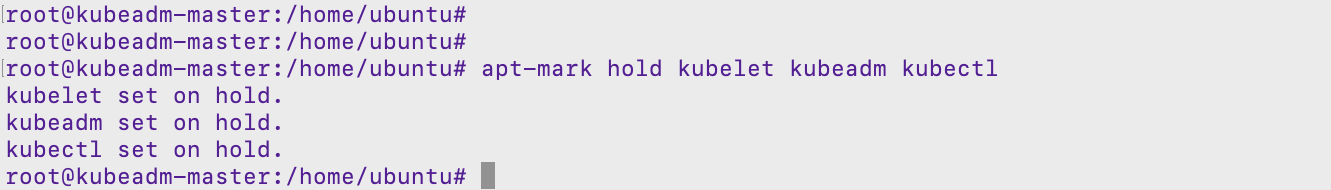 root@kubeadm-master:/home/ubuntu#
root@kubeadm-master:/home/ubuntu#
root@kubeadm-master:/home/ubuntu# apt-mark hold kubelet kubeadm kubectl
kubelet set on hold.
kubeadm set on hold.
kubectl set on hold.
root@kubeadm-master:/home/ubuntu#